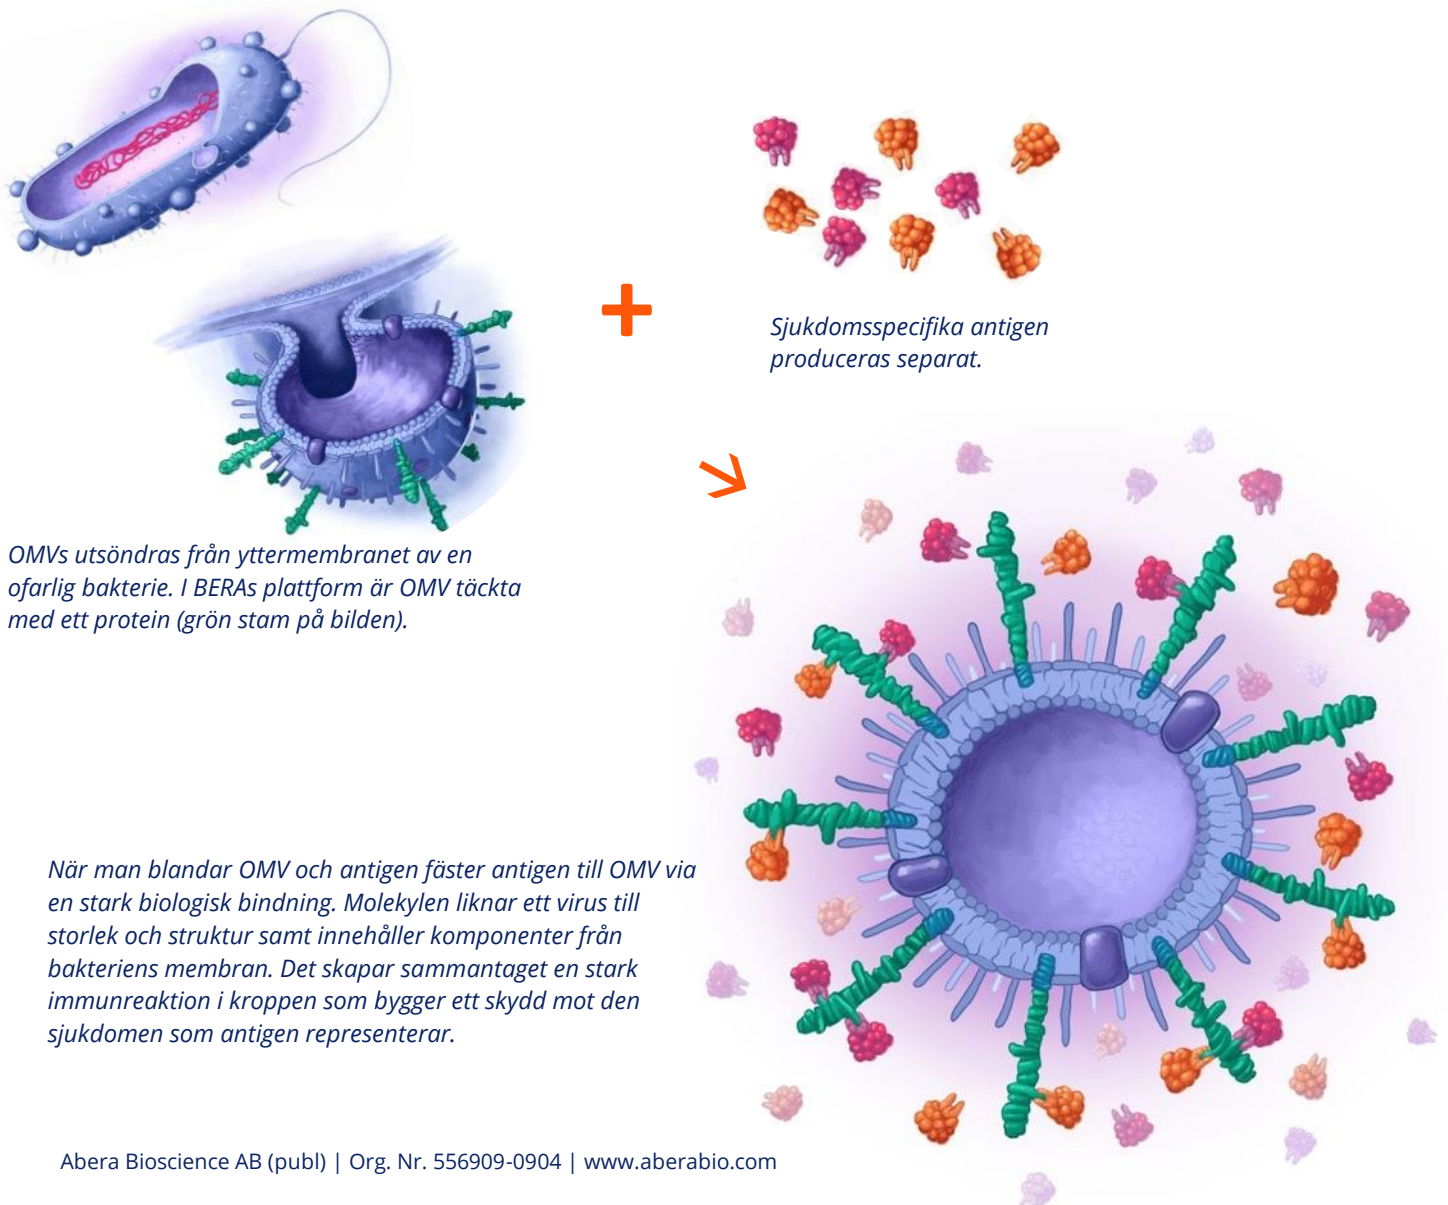 Sjukdomsspecifika antigen
produceras separat.
OMVs utsöndras från yttermembranet av en
ofarlig bakterie. I BERAs plattform är OMV täckta
med ett protein (grön stam på bilden).
När man blandar OMV och antigen fäster antigen till OMV via
en stark biologisk bindning. Molekylen liknar ett virus till
storlek och struktur samt innehåller komponenter från
bakteriens membran. Det skapar sammantaget en stark
immunreaktion i kroppen som bygger ett skydd mot den
sjukdomen som antigen representerar.
Abera Bioscience AB (publ) | Org. Nr. 556909-0904 | www.aberabio.com